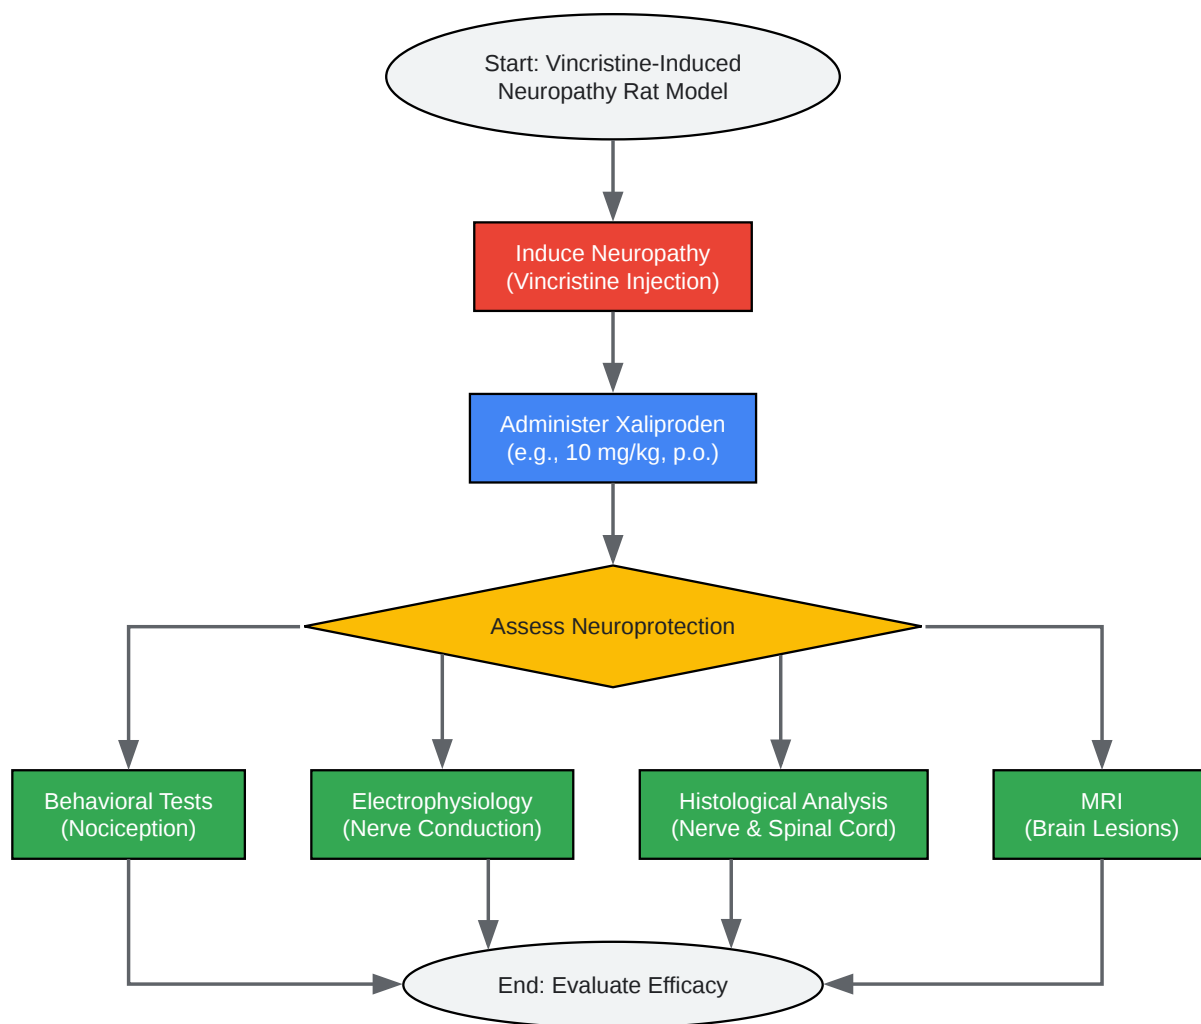 Start: Vincristine-Induced
Neuropathy Rat Model
Induce Neuropathy
(Vincristine Injection)
Administer Xaliproden
(e.g., 10 mg/kg, p.o.)
Assess Neuroprotection
Behavioral Tests
(Nociception)
Electrophysiology
(Nerve Conduction)
Histological Analysis
(Nerve & Spinal Cord)
MRI
(Brain Lesions)
End: Evaluate Efficacy